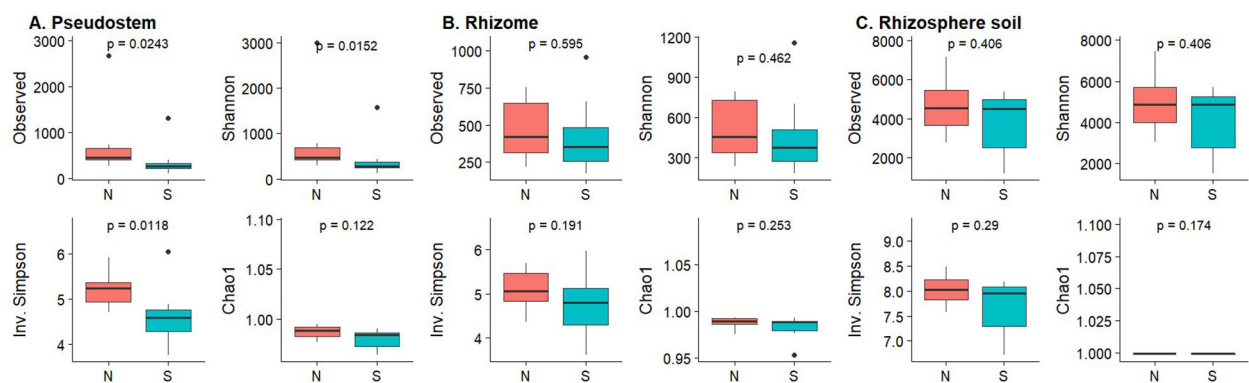 A. Pseudostem
p = 0.0243
Observed
3000
2000
1000
0
N
S
p = 0.0152
Shannon
3000
2000
1000
0
N
S
p = 0.0118
Inv. Simpson
6
5
4
N
S
p = 0.122
Chao1
1.10
1.05
1.00
N
S
B. Rhizome
p = 0.595
Observed
1000
750
500
250
N
S
p = 0.462
Shannon
1200
900
600
300
N
S
p = 0.191
Inv. Simpson
6
5
4
N
S
p = 0.253
Chao1
1.05
1.00
0.95
N
S
C. Rhizosphere soil
p = 0.406
Observed
8000
6000
4000
2000
N
S
p = 0.406
Shannon
8000
6000
4000
2000
N
S
p = 0.29
Inv. Simpson
9.0
8.5
8.0
7.5
7.0
N
S
p = 0.174
Chao1
1.100
1.075
1.050
1.025
1.000
N
S